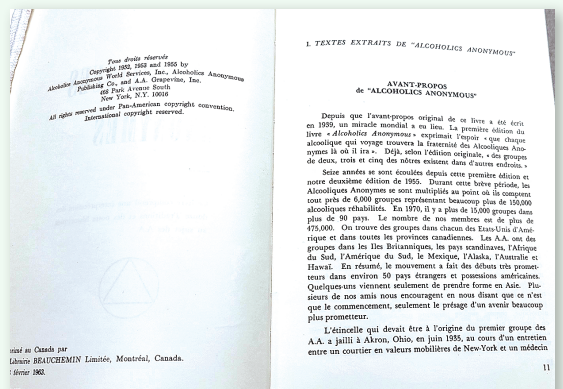 Tous droits réservés
Copyright 1952, 1953 and 1955 by
Alcoholics Anonymous World Services, Inc., Alcoholics Anonymous
Publishing Co., and A.A. Grapevine, Inc.
468 Park Avenue South
New York, N.Y. 10016
All rights reserved under Pan-American copyright convention.
International copyright reserved.
au Canada par
Librairie BEAUCHEMIN Limitée, Montréal, Canada.
février 1963.
I. TEXTES EXTRAITS DE "ALCOHOLICS ANONYMOUS"
AVANT-PROPOS
de "ALCOHOLICS ANONYMOUS"
Depuis que l'avant-propos original de ce livre a été écrit
en 1939, un miracle mondial a eu lieu. La première édition du
livre « Alcoholics Anonymous » exprimait l'espoir « que chaque
alcoolique qui voyage trouvera la fraternité des Alcooliques Ano-
nymes là où il ira ». Déjà, selon l'édition originale, « des groupes
de deux, trois et cinq des nôtres existent dans d'autres endroits. »
Seize années se sont écoulées depuis cette première édition et
notre deuxième édition de 1955. Durant cette brève période, les
Alcooliques Anonymes se sont multipliés au point où ils comptent
tout près de 6,000 groupes représentant beaucoup plus de 150,000
alcooliques réhabilités. En 1970, il y a plus de 15,000 groupes dans
plus de 90 pays. Le nombre de nos membres est de plus de
475,000. On trouve des groupes dans chacun des Etats-Unis d'Amé-
rique et dans toutes les provinces canadiennes. Les A.A. ont des
groupes dans les Iles Britanniques, les pays scandinaves, l'Afrique
du Sud, l'Amérique du Sud, le Mexique, l'Alaska, l'Australie et
Hawaï. En résumé, le mouvement a fait des débuts très promet-
teurs dans environ 50 pays étrangers et possessions américaines.
Quelques-uns viennent seulement de prendre forme en Asie. Plu-
sieurs de nos amis nous encouragent en nous disant que ce n'est
que le commencement, seulement le présage d'un avenir beaucoup
plus prometteur.
L'étincelle qui devait être à l'origine du premier groupe des
A.A. a jailli à Akron, Ohio, en juin 1935, au cours d'un entretien
entre un courtier en valeurs mobilières de New-York et un médecin
11